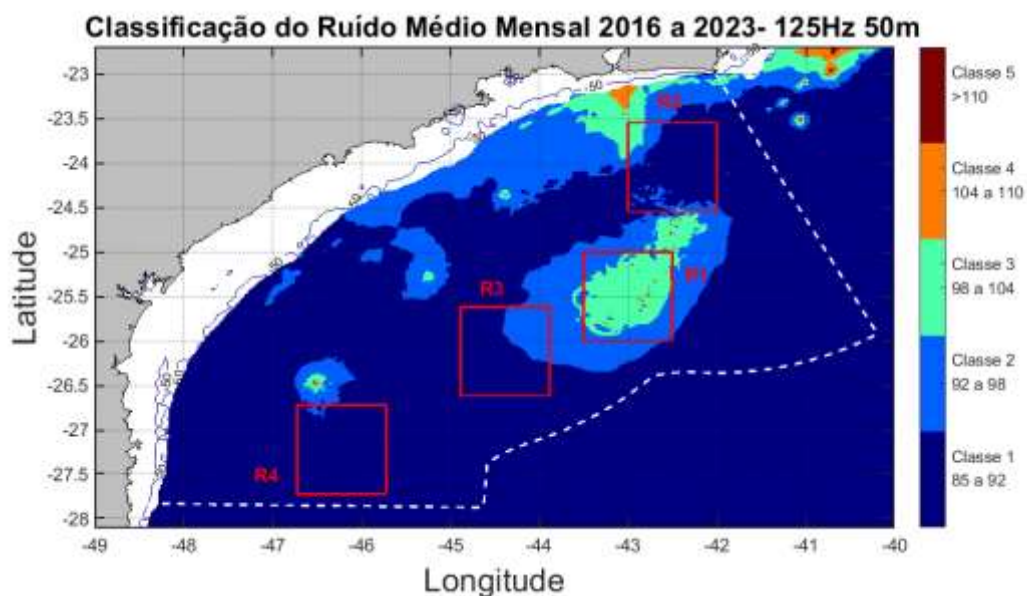 Classificação do Ruído Médio Mensal 2016 a 2023- 125Hz 50m
-23
-23.5
-24
-24.5
-25
-25.5
-26
-26.5
-27
-27.5
-28
Latitude
-49 -48 -47 -46 -45 -44 -43 -42 -41 -40
Longitude
-50
R2
R1
R3
R4
Classe 5
>110
Classe 4
104 a 110
Classe 3
98 a 104
Classe 2
92 a 98
Classe 1
85 a 92